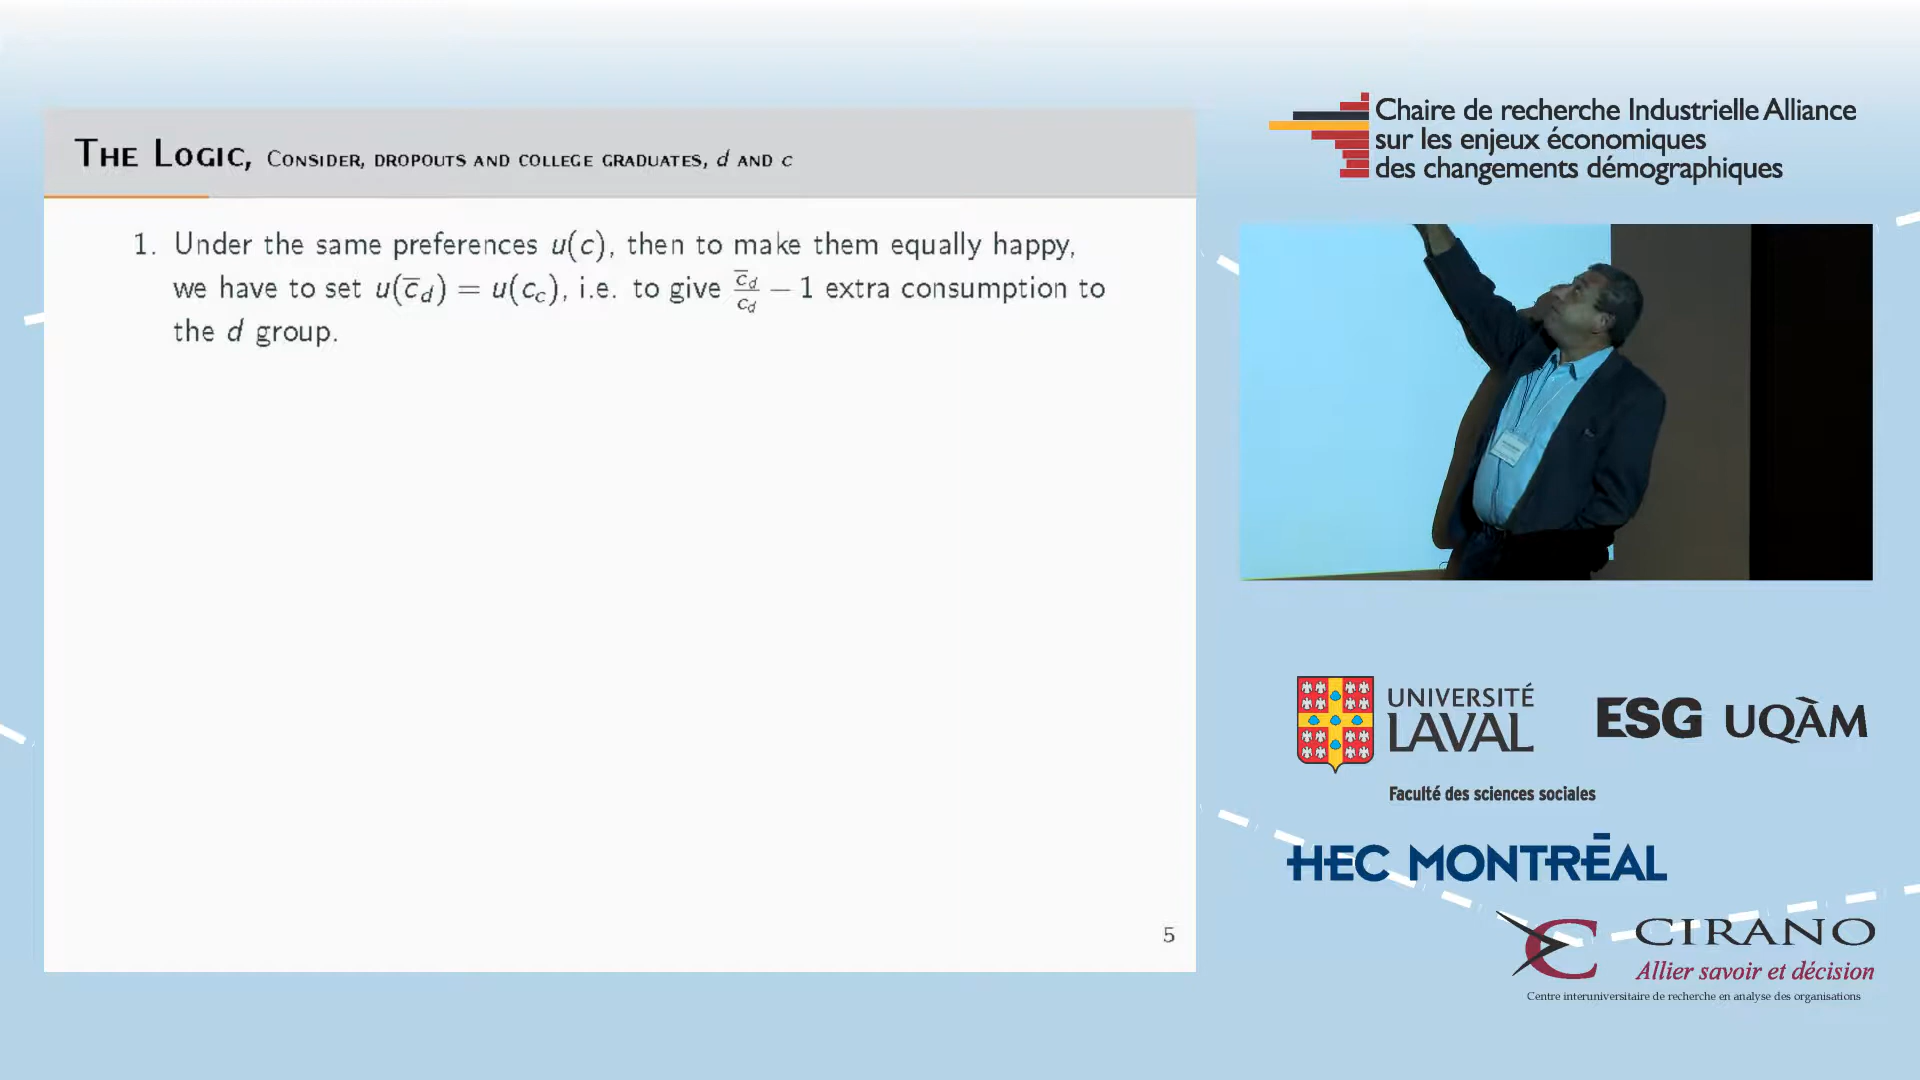 THE LOGIC, CONSIDER, DROPOUTS AND COLLEGE GRADUATES, d AND c
1. Under the same preferences u(c), then to make them equally happy,
we have to set u(c̅_d) = u(c_c), i.e. to give c̅_d/c_d − 1 extra consumption to
the d group.
5
Chaire de recherche Industrielle Alliance
sur les enjeux économiques
des changements démographiques
UNIVERSITÉ
LAVAL
Faculté des sciences sociales
ESG UQÀM
HEC MONTRĒAL
CIRANO
Allier savoir et décision
Centre interuniversitaire de recherche en analyse des organisations